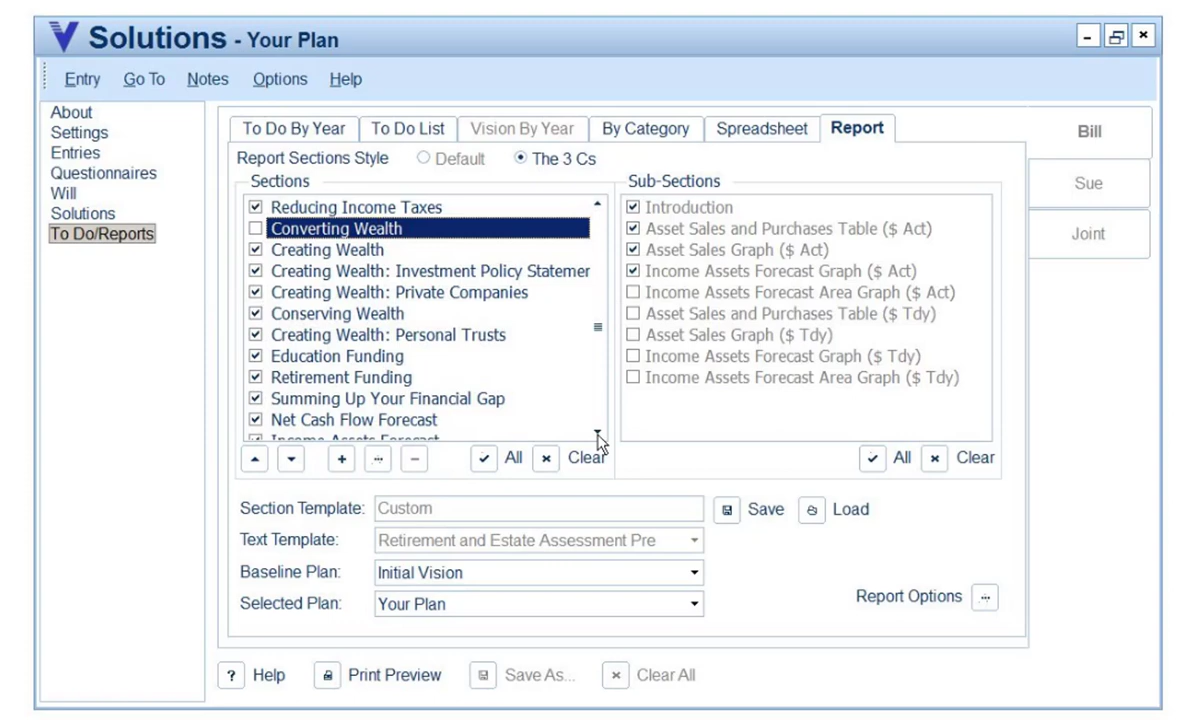 Solutions - Your Plan
Entry Go To Notes Options Help
About
Settings
Entries
Questionnaires
Will
Solutions
To Do/Reports
To Do By Year To Do List Vision By Year By Category Spreadsheet Report
Report Sections Style Default The 3 Cs
Sections
Reducing Income Taxes
Converting Wealth
Creating Wealth
Creating Wealth: Investment Policy Statemer
Creating Wealth: Private Companies
Conserving Wealth
Creating Wealth: Personal Trusts
Education Funding
Retirement Funding
Summing Up Your Financial Gap
Net Cash Flow Forecast
Income Assets Forecast
All Clear
Sub-Sections
Introduction
Asset Sales and Purchases Table ($ Act)
Asset Sales Graph ($ Act)
Income Assets Forecast Graph ($ Act)
Income Assets Forecast Area Graph ($ Act)
Asset Sales and Purchases Table ($ Tdy)
Asset Sales Graph ($ Tdy)
Income Assets Forecast Graph ($ Tdy)
Income Assets Forecast Area Graph ($ Tdy)
All Clear
Section Template: Custom Save Load
Text Template: Retirement and Estate Assessment Pre
Baseline Plan: Initial Vision
Selected Plan: Your Plan
Report Options
? Help Print Preview Save As... Clear All
Bill
Sue
Joint